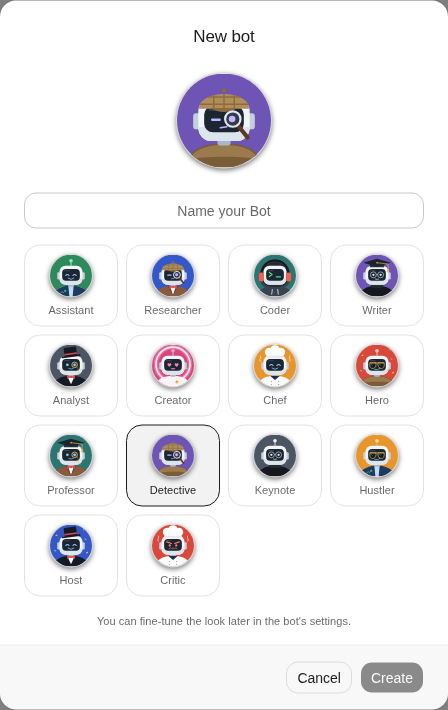 New bot
Name your Bot
Assistant
Researcher
Coder
Writer
Analyst
Creator
Chef
Hero
Professor
Detective
Keynote
Hustler
Host
Critic
You can fine-tune the look later in the bot's settings.
Cancel
Create